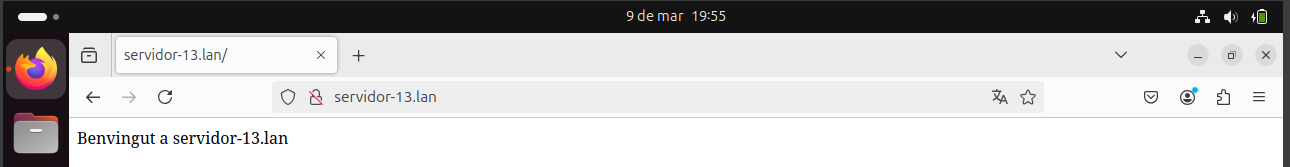 9 de mar 19:55
servidor-13.lan/
servidor-13.lan
Benvingut a servidor-13.lan